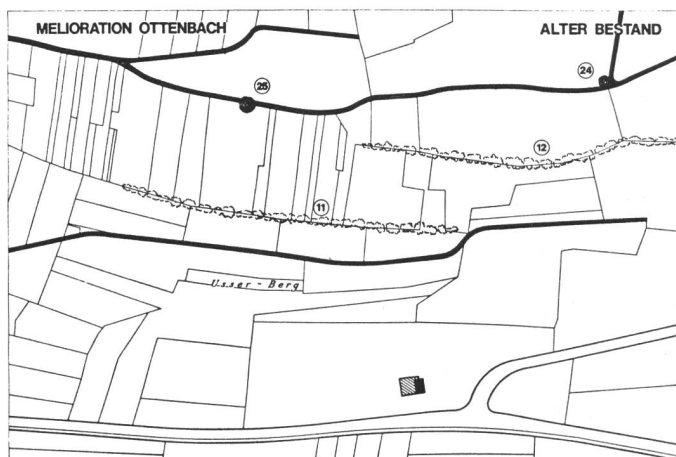 MELIORATION OTTENBACH
ALTER BESTAND
24
25
12
11
Usser-Berg